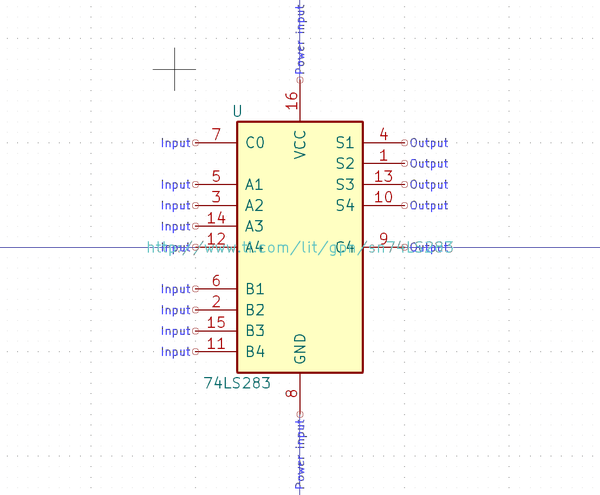 Power input
16
U
VCC
Input 7 C0 S1 4 Output
S2 1 Output
Input 5 A1 S3 13 Output
Input 3 A2 S4 10 Output
Input 14 A3
Input 12 A4 C4 9 Output
http://www.ti.com/lit/gpn/sn74LS283
Input 6 B1
Input 2 B2
Input 15 B3
Input 11 B4
GND
74LS283
8
Power input